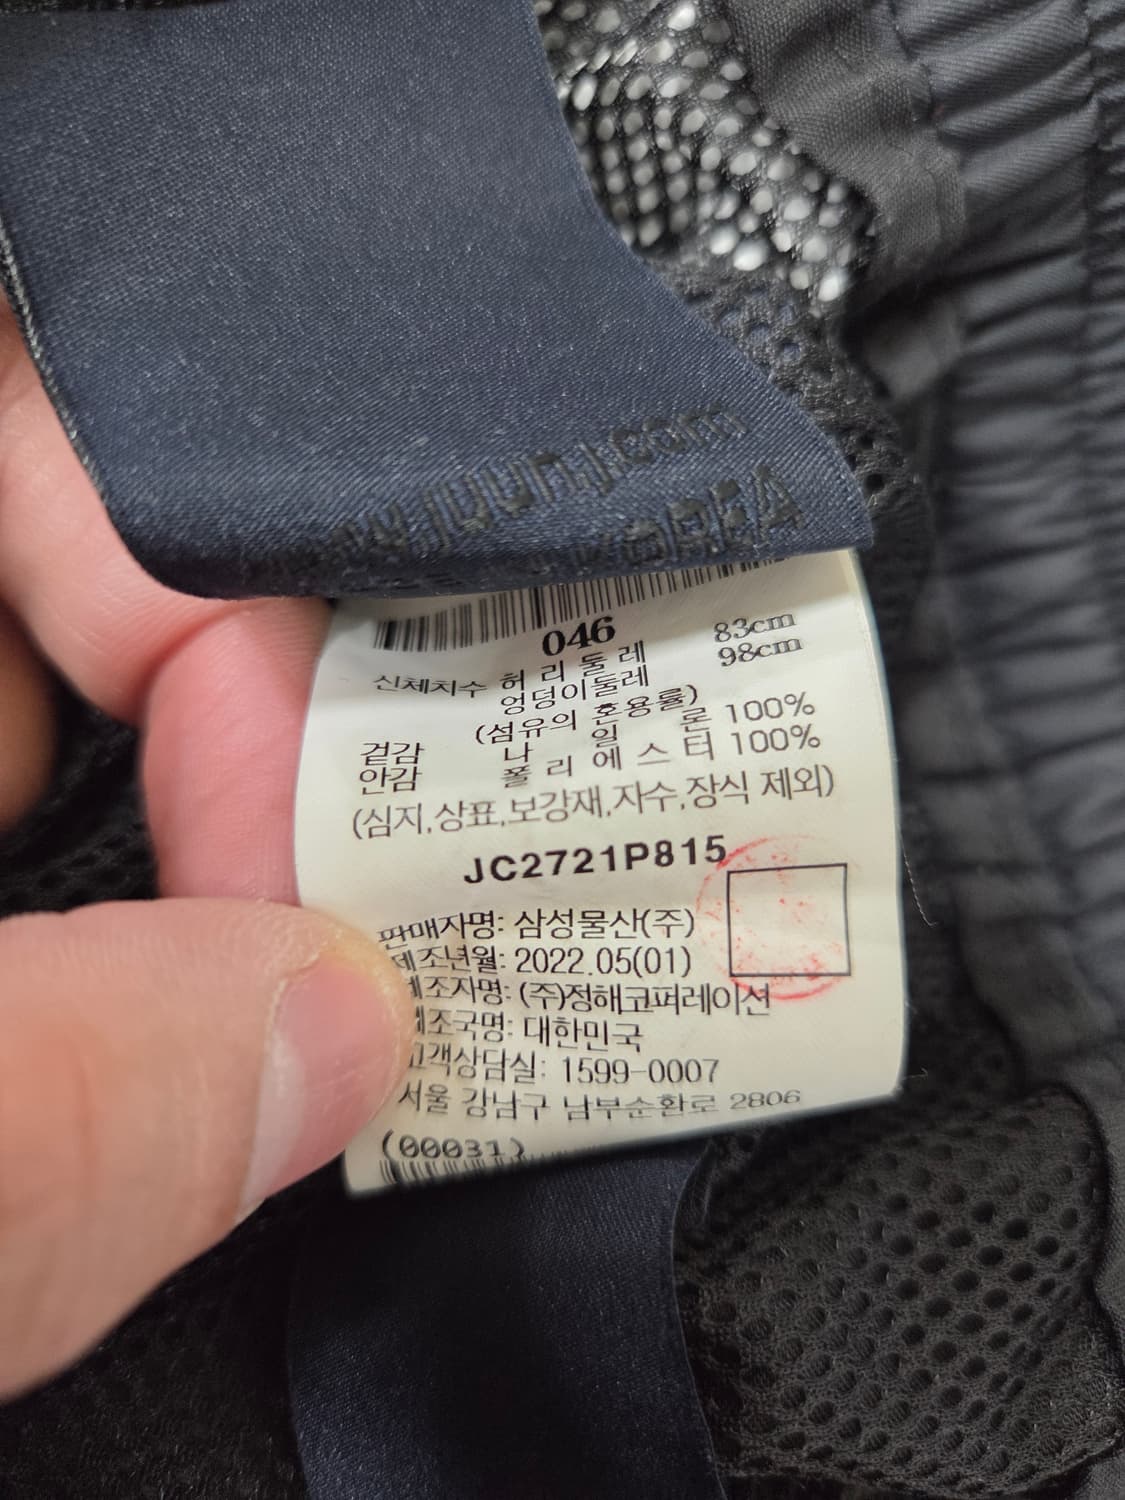 juunj.com
KOREA
046
신체치수 허리둘레 83cm
엉덩이둘레 98cm
(섬유의 혼용률)
겉감 나일론 100%
안감 폴리에스터 100%
(심지,상표,보강재,자수,장식 제외)
JC2721P815
판매자명: 삼성물산(주)
제조년월: 2022.05(01)
제조자명: (주)정해코퍼레이션
제조국명: 대한민국
고객상담실: 1599-0007
서울 강남구 남부순환로 2806
(00031)